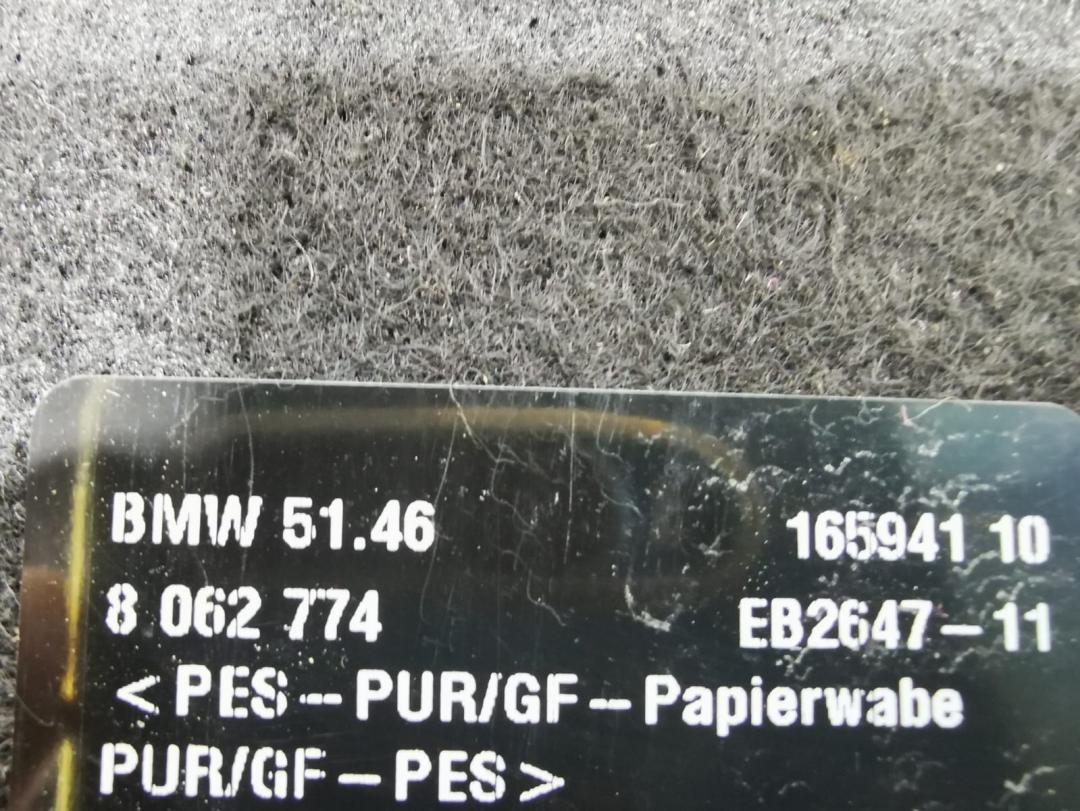 BMW 51.46 165941 10
8 062 774 EB2647-11
< PES-PUR/GF-Papierwabe
PUR/GF-PES>